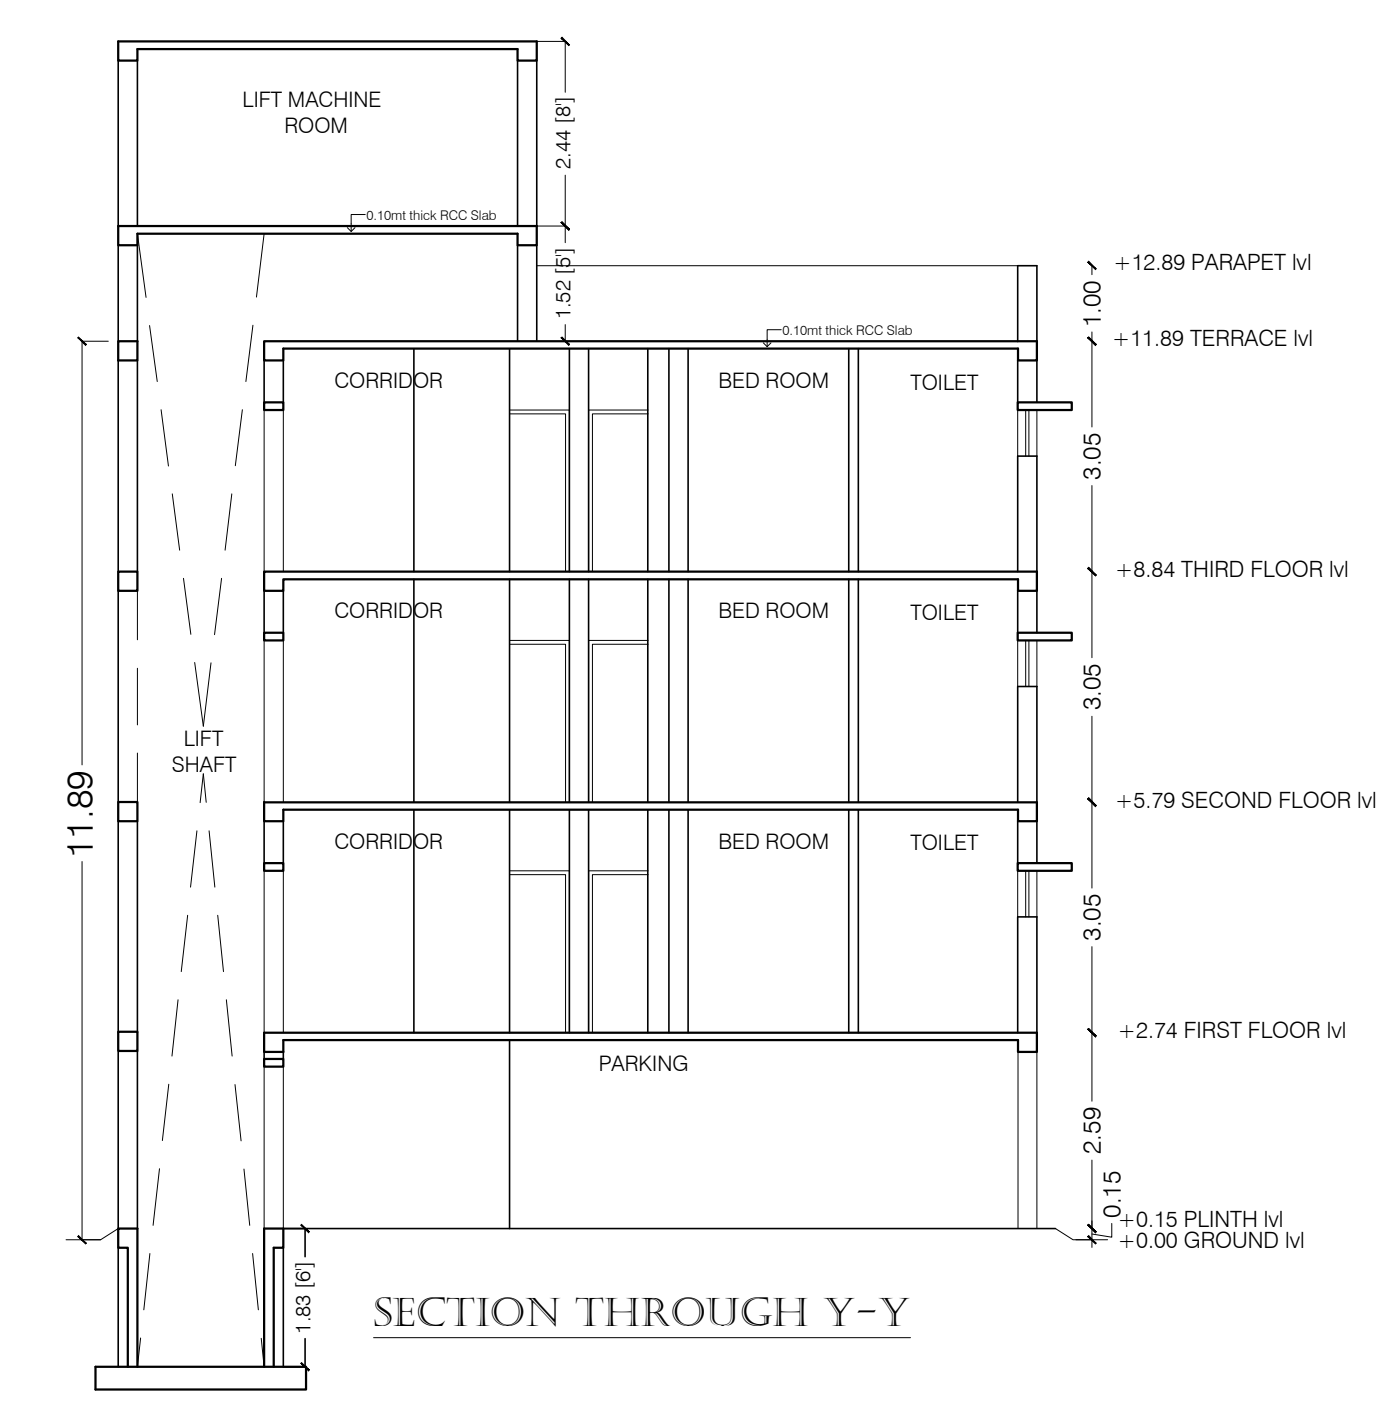 LIFT MACHINE
ROOM
2.44 [8']
0.10mt thick RCC Slab
1.52 [5']
+12.89 PARAPET lvl
1.00
0.10mt thick RCC Slab
+11.89 TERRACE lvl
CORRIDOR
BED ROOM
TOILET
3.05
+8.84 THIRD FLOOR lvl
CORRIDOR
BED ROOM
TOILET
3.05
LIFT
SHAFT
11.89
+5.79 SECOND FLOOR lvl
CORRIDOR
BED ROOM
TOILET
3.05
+2.74 FIRST FLOOR lvl
PARKING
2.59
0.15
+0.15 PLINTH lvl
+0.00 GROUND lvl
1.83 [6']
SECTION THROUGH Y-Y